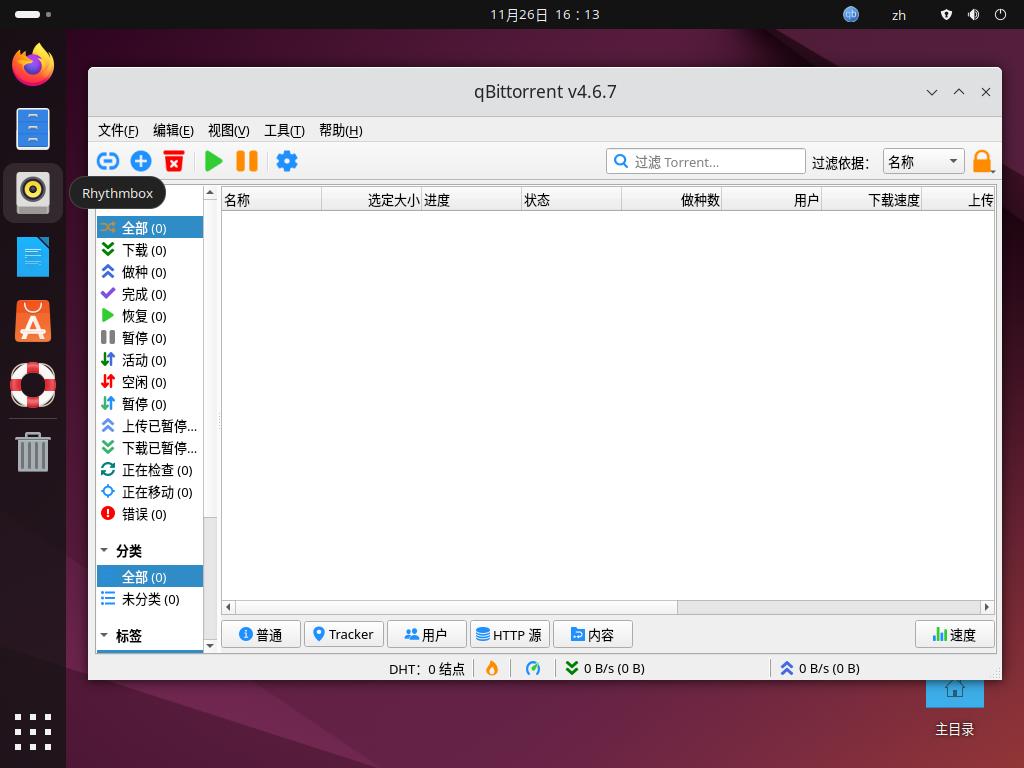 11月26日 16：13
qb
zh
qBittorrent v4.6.7
文件(F) 编辑(E) 视图(V) 工具(T) 帮助(H)
过滤 Torrent...
过滤依据：
名称
Rhythmbox
名称 选定大小 进度 状态 做种数 用户 下载速度 上传
全部 (0)
下载 (0)
做种 (0)
完成 (0)
恢复 (0)
暂停 (0)
活动 (0)
空闲 (0)
暂停 (0)
上传已暂停...
下载已暂停...
正在检查 (0)
正在移动 (0)
错误 (0)
分类
全部 (0)
未分类 (0)
标签
普通 Tracker 用户 HTTP 源 内容 速度
DHT：0 结点 0 B/s (0 B) 0 B/s (0 B)
主目录